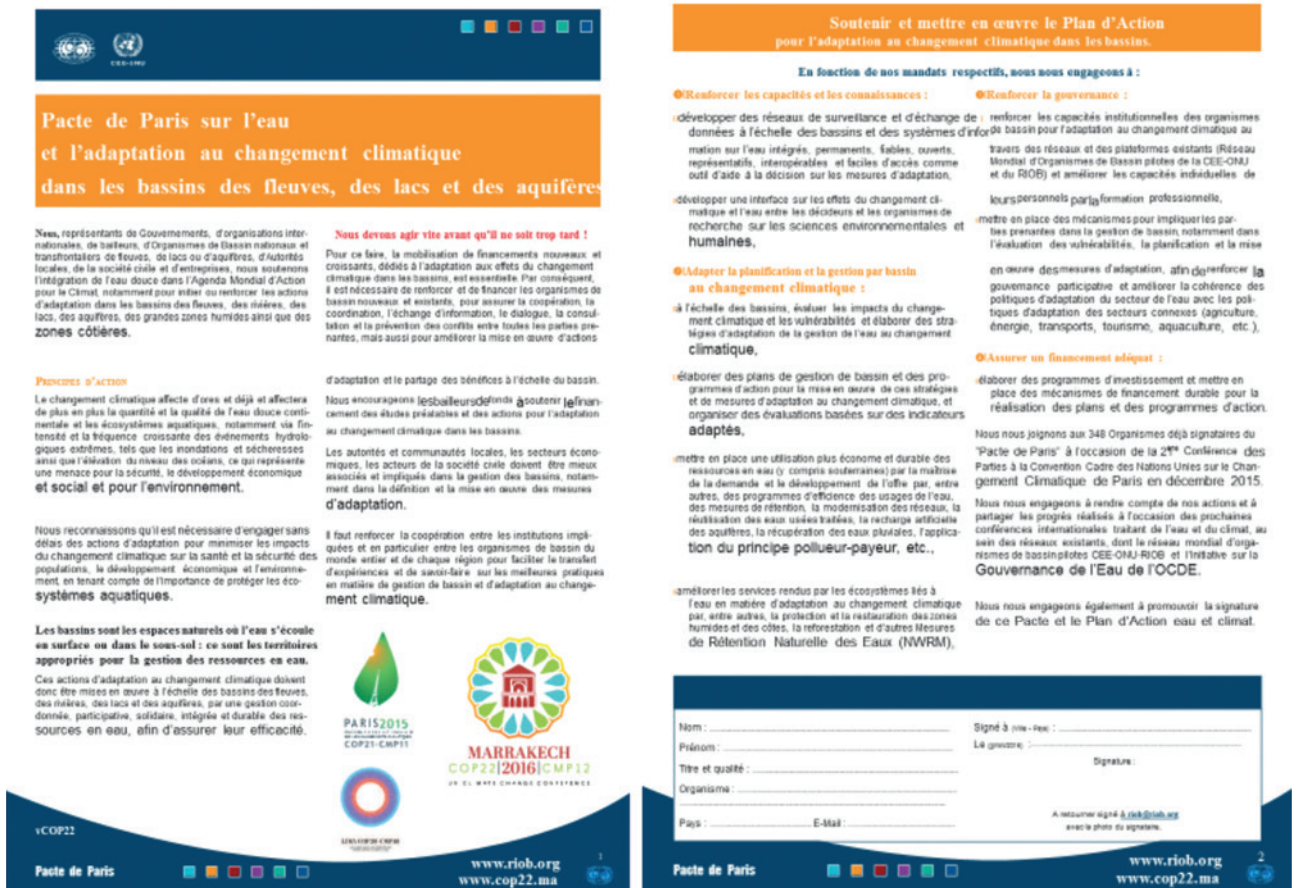 CEE-ONU
Pacte de Paris sur l'eau
et l'adaptation au changement climatique
dans les bassins des fleuves, des lacs et des aquifères
Nous, représentants de Gouvernements, d'organisations inter-
nationales, de bailleurs, d'Organismes de Bassin nationaux et
transfrontaliers de fleuves, de lacs ou d'aquifères, d'Autorités
locales, de la société civile et d'entreprises, nous soutenons
l'intégration de l'eau douce dans l'Agenda Mondial d'Action
pour le Climat, notamment pour initier ou renforcer les actions
d'adaptation dans les bassins des fleuves, des rivières, des
lacs, des aquifères, des grandes zones humides ainsi que des
zones côtières.
PRINCIPES D'ACTION
Le changement climatique affecte d'ores et déjà et affectera
de plus en plus la quantité et la qualité de l'eau douce conti-
nentale et les écosystèmes aquatiques, notamment via l'in-
tensité et la fréquence croissante des événements hydrolo-
giques extrêmes, tels que les inondations et sécheresses
ainsi que l'élévation du niveau des océans, ce qui représente
une menace pour la sécurité, le développement économique
et social et pour l'environnement.
Nous reconnaissons qu'il est nécessaire d'engager sans
délais des actions d'adaptation pour minimiser les impacts
du changement climatique sur la santé et la sécurité des
populations, le développement économique et l'environne-
ment, en tenant compte de l'importance de protéger les éco-
systèmes aquatiques.
Les bassins sont les espaces naturels où l'eau s'écoule
en surface ou dans le sous-sol : ce sont les territoires
appropriés pour la gestion des ressources en eau.
Ces actions d'adaptation au changement climatique doivent
donc être mises en œuvre à l'échelle des bassins des fleuves,
des rivières, des lacs et des aquifères, par une gestion coor-
donnée, participative, solidaire, intégrée et durable des res-
sources en eau, afin d'assurer leur efficacité.
Nous devons agir vite avant qu'il ne soit trop tard !
Pour ce faire, la mobilisation de financements nouveaux et
croissants, dédiés à l'adaptation aux effets du changement
climatique dans les bassins, est essentielle. Par conséquent,
il est nécessaire de renforcer et de financer les organismes de
bassin nouveaux et existants, pour assurer la coopération, la
coordination, l'échange d'information, le dialogue, la consul-
tation et la prévention des conflits entre toutes les parties pre-
nantes, mais aussi pour améliorer la mise en œuvre d'actions
d'adaptation et le partage des bénéfices à l'échelle du bassin.
Nous encourageons les bailleurs de fonds à soutenir le finan-
cement des études préalables et des actions pour l'adaptation
au changement climatique dans les bassins.
Les autorités et communautés locales, les secteurs écono-
miques, les acteurs de la société civile doivent être mieux
associés et impliqués dans la gestion des bassins, notam-
ment dans la définition et la mise en œuvre des mesures
d'adaptation.
Il faut renforcer la coopération entre les institutions impli-
quées et en particulier entre les organismes de bassin du
monde entier et de chaque région pour faciliter le transfert
d'expériences et de savoir-faire sur les meilleures pratiques
en matière de gestion de bassin et d'adaptation au change-
ment climatique.
PARIS2015
COP21·CMP11
MARRAKECH
COP22|2016|CMP12
UN CLIMATE CHANGE CONFERENCE
LIMA COP20·CMP10
vCOP22
Pacte de Paris
www.riob.org
www.cop22.ma
1
Soutenir et mettre en œuvre le Plan d'Action
pour l'adaptation au changement climatique dans les bassins.
En fonction de nos mandats respectifs, nous nous engageons à :
Renforcer les capacités et les connaissances :
développer des réseaux de surveillance et d'échange de
données à l'échelle des bassins et des systèmes d'infor
mation sur l'eau intégrés, permanents, fiables, ouverts,
représentatifs, interopérables et faciles d'accès comme
outil d'aide à la décision sur les mesures d'adaptation,
développer une interface sur les effets du changement cli-
matique et l'eau entre les décideurs et les organismes de
recherche sur les sciences environnementales et
humaines,
Adapter la planification et la gestion par bassin
au changement climatique :
à l'échelle des bassins, évaluer les impacts du change-
ment climatique et les vulnérabilités et élaborer des stra-
tégies d'adaptation de la gestion de l'eau au changement
climatique,
élaborer des plans de gestion de bassin et des pro-
grammes d'action pour la mise en œuvre de ces stratégies
et de mesures d'adaptation au changement climatique, et
organiser des évaluations basées sur des indicateurs
adaptés,
mettre en place une utilisation plus économe et durable des
ressources en eau (y compris souterraines) par la maîtrise
de la demande et le développement de l'offre par, entre
autres, des programmes d'efficience des usages de l'eau,
des mesures de rétention, la modernisation des réseaux, la
réutilisation des eaux usées traitées, la recharge artificielle
des aquifères, la récupération des eaux pluviales, l'applica-
tion du principe pollueur-payeur, etc.,
améliorer les services rendus par les écosystèmes liés à
l'eau en matière d'adaptation au changement climatique
par, entre autres, la protection et la restauration des zones
humides et des côtes, la reforestation et d'autres Mesures
de Rétention Naturelle des Eaux (NWRM),
Renforcer la gouvernance :
renforcer les capacités institutionnelles des organismes
de bassin pour l'adaptation au changement climatique au
travers des réseaux et des plateformes existants (Réseau
Mondial d'Organismes de Bassin pilotes de la CEE-ONU
et du RIOB) et améliorer les capacités individuelles de
leurs personnels par la formation professionnelle,
mettre en place des mécanismes pour impliquer les par-
ties prenantes dans la gestion de bassin, notamment dans
l'évaluation des vulnérabilités, la planification et la mise
en œuvre des mesures d'adaptation, afin de renforcer la
gouvernance participative et améliorer la cohérence des
politiques d'adaptation du secteur de l'eau avec les poli-
tiques d'adaptation des secteurs connexes (agriculture,
énergie, transports, tourisme, aquaculture, etc.),
Assurer un financement adéquat :
élaborer des programmes d'investissement et mettre en
place des mécanismes de financement durable pour la
réalisation des plans et des programmes d'action.
Nous nous joignons aux 348 Organismes déjà signataires du
"Pacte de Paris" à l'occasion de la Conférence des
Parties à la Convention Cadre des Nations Unies sur le Chan-
gement Climatique de Paris en décembre 2015.
Nous nous engageons à rendre compte de nos actions et à
partager les progrès réalisés à l'occasion des prochaines
conférences internationales traitant de l'eau et du climat, au
sein des réseaux existants, dont le réseau mondial d'orga-
nismes de bassin pilotes CEE-ONU-RIOB et l'Initiative sur la
Gouvernance de l'Eau de l'OCDE.
Nous nous engageons également à promouvoir la signature
de ce Pacte et le Plan d'Action eau et climat.
Nom :
Prénom :
Titre et qualité :
Organisme :
Pays : E-Mail :
Signé à (Ville - Pays) :
Le (jj/mm/aaaa) :
Signature :
A retourner signé à riob@riob.org
avec la photo du signataire.
Pacte de Paris
www.riob.org
www.cop22.ma
2